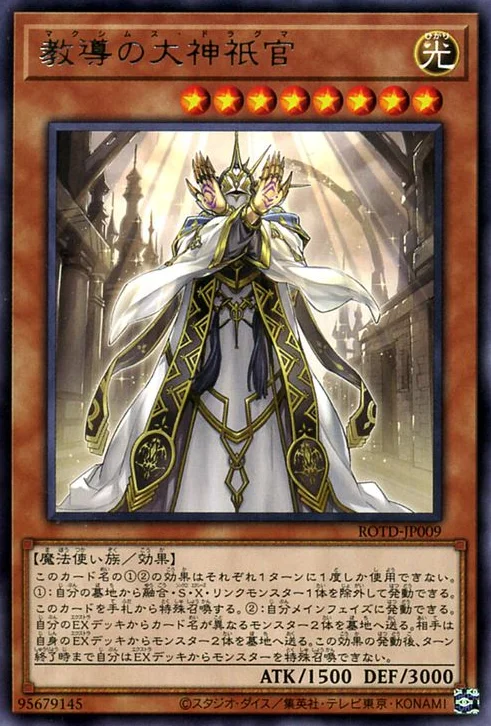 マクシムス・ドラグマ
教導の大神祇官
ひかり
光
ROTD-JP009
【魔法使い族/効果】
このカード名の①②の効果はそれぞれ1ターンに1度しか使用できない。
①:自分の墓地から融合・S・X・リンクモンスター1体を除外して発動できる。
このカードを手札から特殊召喚する。②:自分メインフェイズに発動できる。
自分のEXデッキからカード名が異なるモンスター2体を墓地へ送る。相手は
自身のEXデッキからモンスター2体を墓地へ送る。この効果の発動後、ターン
終了時まで自分はEXデッキからモンスターを特殊召喚できない。
ATK/1500 DEF/3000
95679145
©スタジオ・ダイス/集英社・テレビ東京・KONAMI